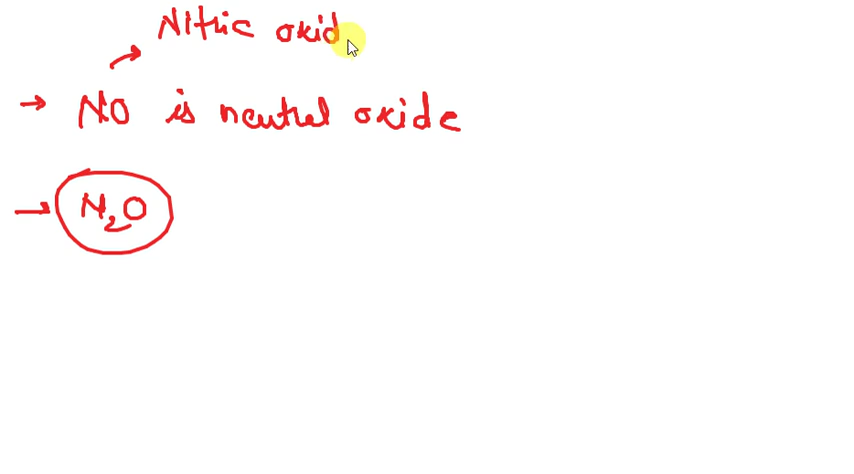 Nitric oxid
→ NO is neutral oxide
→ N₂O